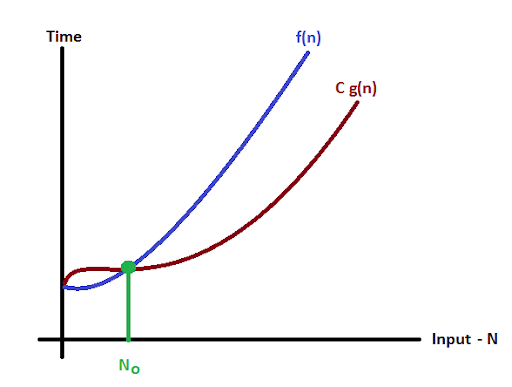 Time
f(n)
C g(n)
Input - N
No